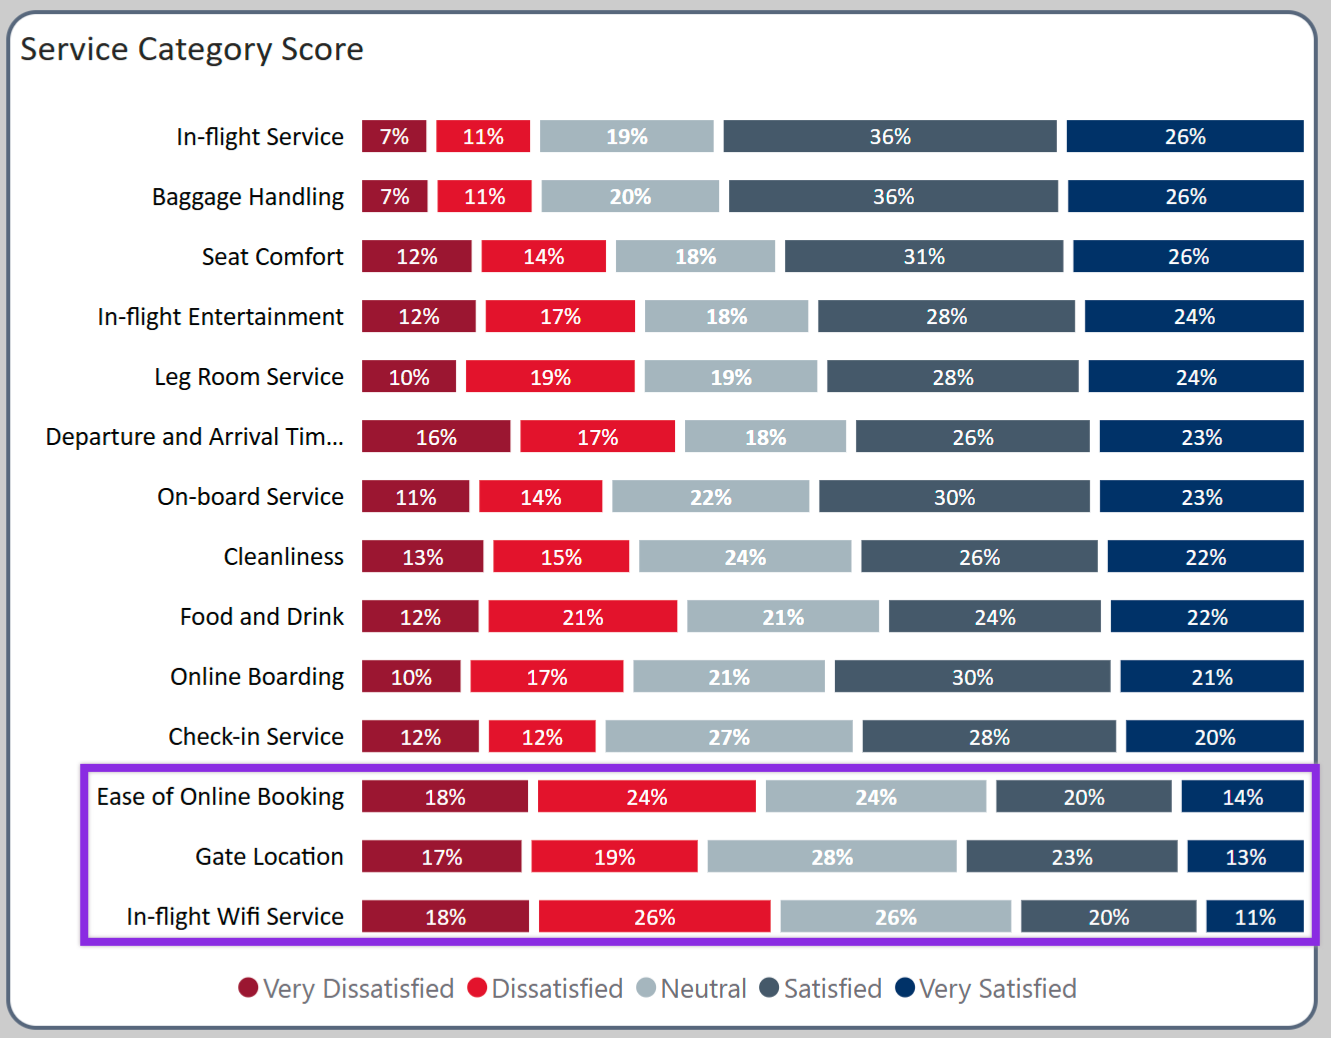 Service Category Score
In-flight Service 7% 11% 19% 36% 26%
Baggage Handling 7% 11% 20% 36% 26%
Seat Comfort 12% 14% 18% 31% 26%
In-flight Entertainment 12% 17% 18% 28% 24%
Leg Room Service 10% 19% 19% 28% 24%
Departure and Arrival Tim... 16% 17% 18% 26% 23%
On-board Service 11% 14% 22% 30% 23%
Cleanliness 13% 15% 24% 26% 22%
Food and Drink 12% 21% 21% 24% 22%
Online Boarding 10% 17% 21% 30% 21%
Check-in Service 12% 12% 27% 28% 20%
Ease of Online Booking 18% 24% 24% 20% 14%
Gate Location 17% 19% 28% 23% 13%
In-flight Wifi Service 18% 26% 26% 20% 11%
Very Dissatisfied Dissatisfied Neutral Satisfied Very Satisfied